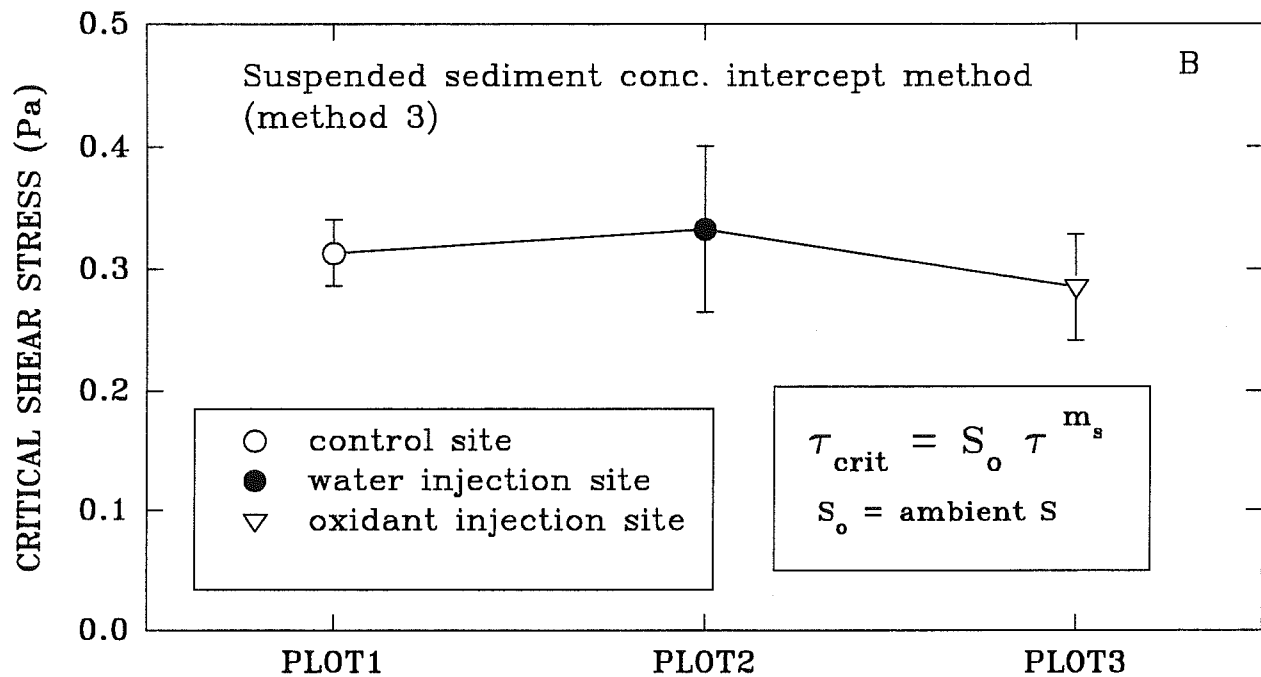 B
Suspended sediment conc. intercept method
(method 3)
CRITICAL SHEAR STRESS (Pa)
0.5
0.4
0.3
0.2
0.1
0.0
control site
water injection site
oxidant injection site
τcrit = So τ ms
So = ambient S
PLOT1 PLOT2 PLOT3